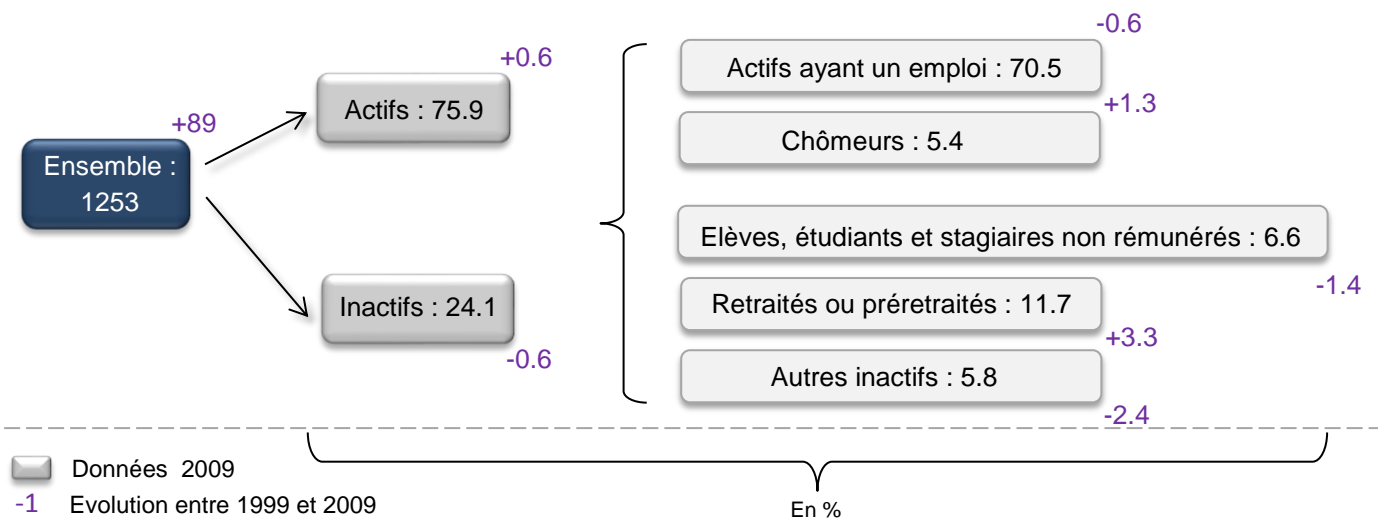 +89
Ensemble :
1253
+0.6
Actifs : 75.9
Inactifs : 24.1
-0.6
-0.6
Actifs ayant un emploi : 70.5
+1.3
Chômeurs : 5.4
Elèves, étudiants et stagiaires non rémunérés : 6.6
-1.4
Retraités ou préretraités : 11.7
+3.3
Autres inactifs : 5.8
-2.4
Données 2009
-1 Evolution entre 1999 et 2009
En %